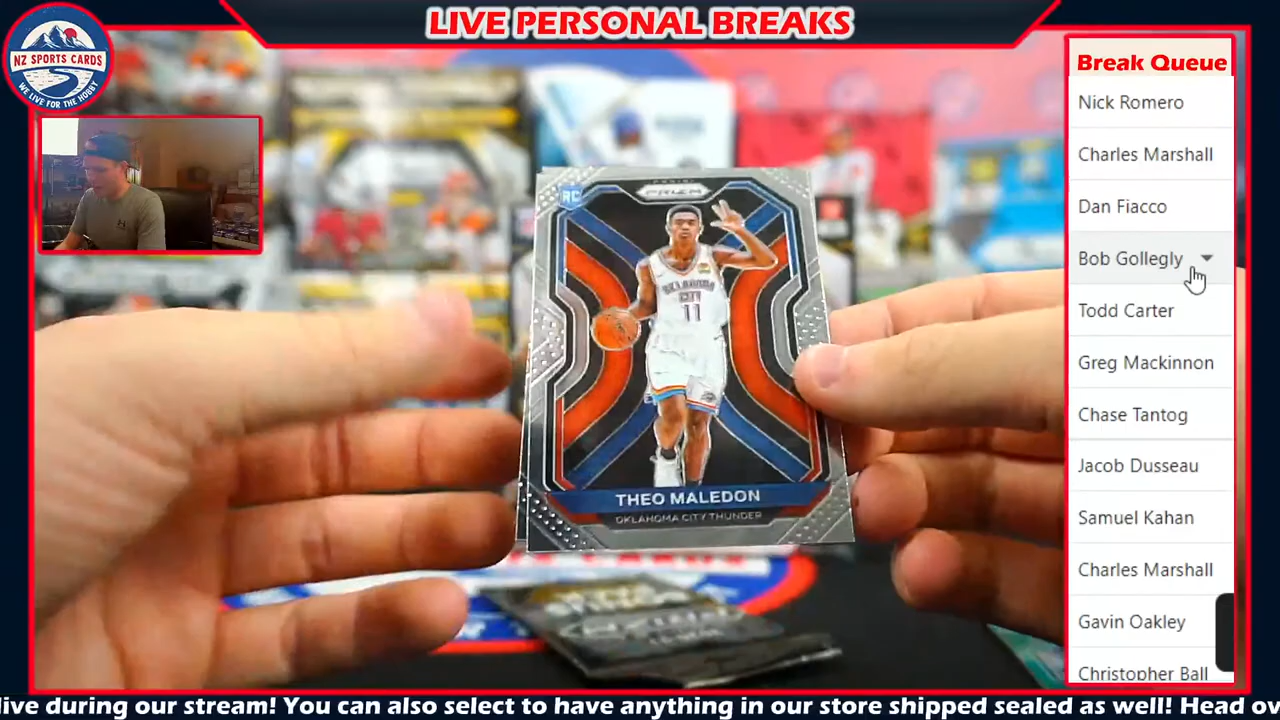 LIVE PERSONAL BREAKS
NZ SPORTS CARDS
WE LIVE FOR THE HOBBY
Break Queue
Nick Romero
Charles Marshall
Dan Fiacco
Bob Gollegly
Todd Carter
Greg Mackinnon
Chase Tantog
Jacob Dusseau
Samuel Kahan
Charles Marshall
Gavin Oakley
Christopher Ball
RC
PANINI
PRIZM
OKLAHOMA
CITY
11
THEO MALEDON
OKLAHOMA CITY THUNDER
live during our stream! You can also select to have anything in our store shipped sealed as well! Head ov